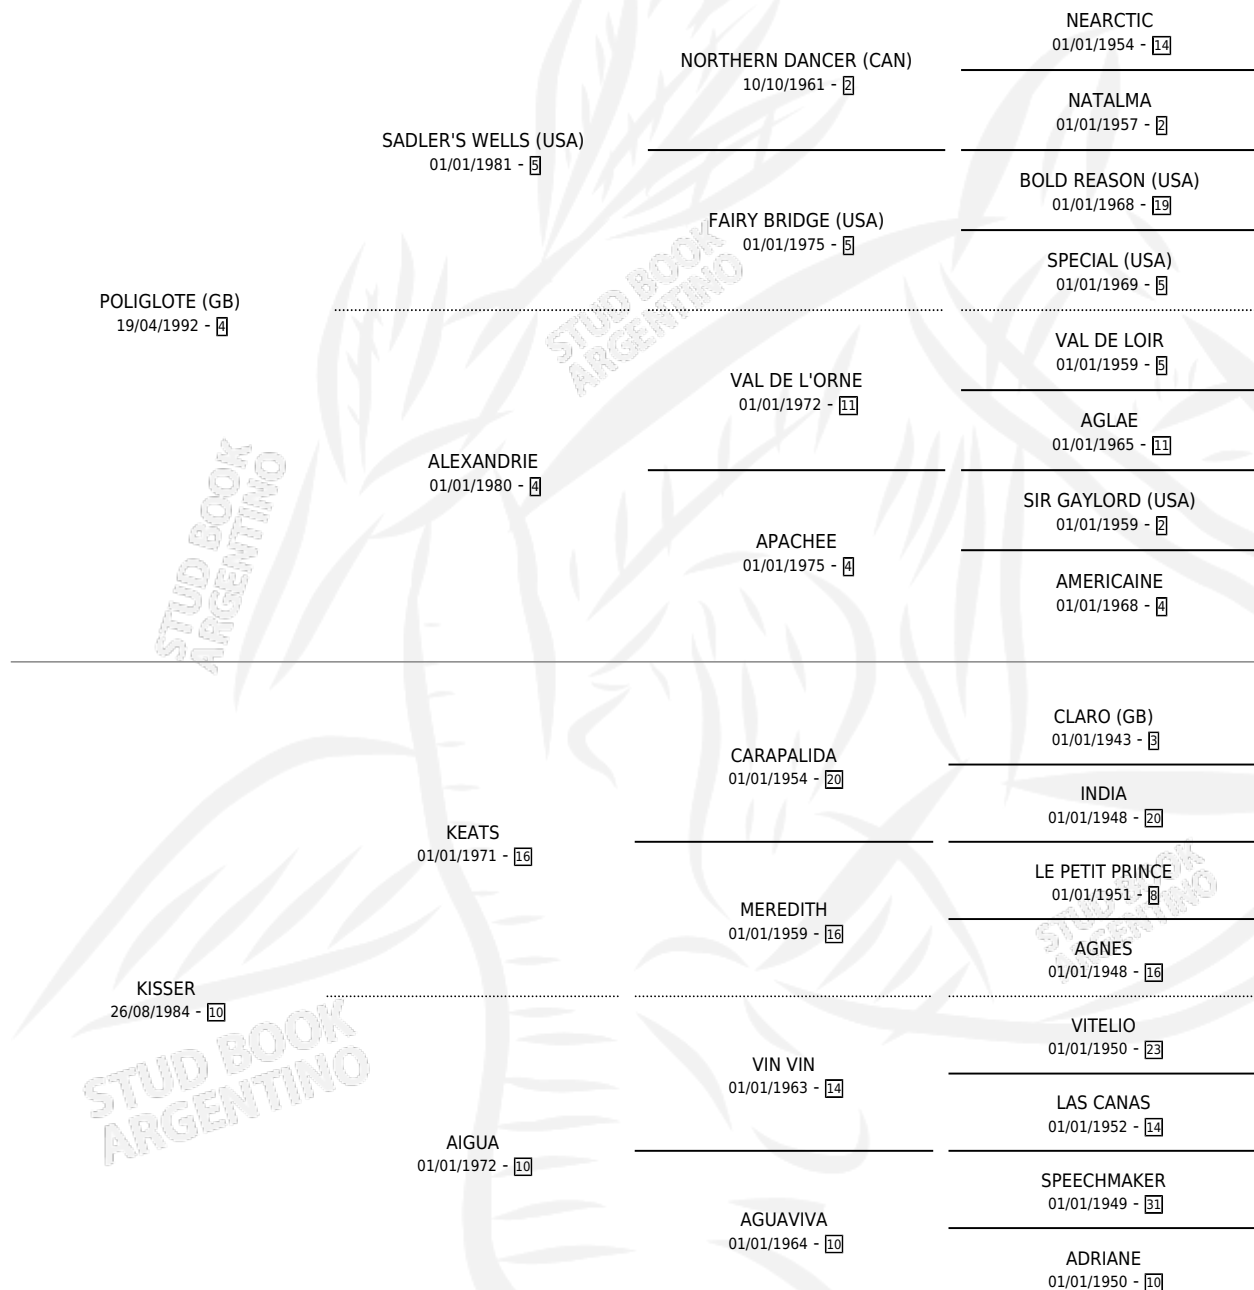 NEARCTIC
01/01/1954 - 14
NORTHERN DANCER (CAN)
10/10/1961 - 2
NATALMA
01/01/1957 - 2
SADLER'S WELLS (USA)
01/01/1981 - 5
BOLD REASON (USA)
01/01/1968 - 19
FAIRY BRIDGE (USA)
01/01/1975 - 5
SPECIAL (USA)
01/01/1969 - 5
STUD BOOK
ARGENTINO
POLIGLOTE (GB)
19/04/1992 - 4
VAL DE LOIR
01/01/1959 - 5
VAL DE L'ORNE
01/01/1972 - 11
AGLAE
01/01/1965 - 11
ALEXANDRIE
01/01/1980 - 4
SIR GAYLORD (USA)
01/01/1959 - 2
APACHEE
01/01/1975 - 4
AMERICAINE
01/01/1968 - 4
STUD BOOK
ARGENTINO
CLARO (GB)
01/01/1943 - 3
CARAPALIDA
01/01/1954 - 20
INDIA
01/01/1948 - 20
KEATS
01/01/1971 - 16
LE PETIT PRINCE
01/01/1951 - 8
MEREDITH
01/01/1959 - 16
AGNES
01/01/1948 - 16
STUD BOOK
ARGENTINO
KISSER
26/08/1984 - 10
VITELIO
01/01/1950 - 23
VIN VIN
01/01/1963 - 14
LAS CANAS
01/01/1952 - 14
STUD BOOK
ARGENTINO
AIGUA
01/01/1972 - 10
SPEECHMAKER
01/01/1949 - 31
AGUAVIVA
01/01/1964 - 10
ADRIANE
01/01/1950 - 10